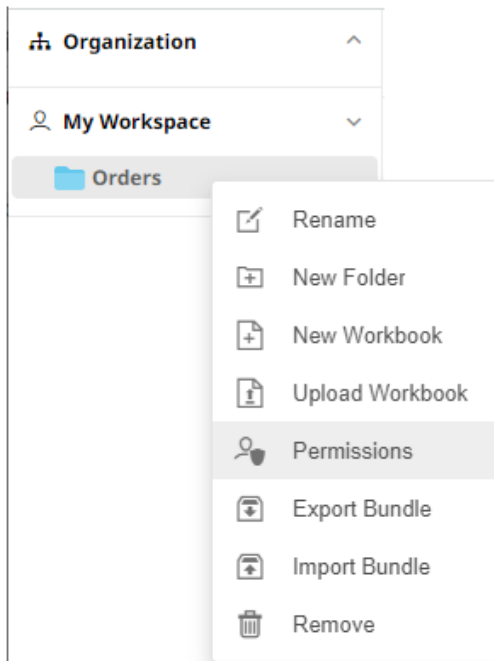 Organization
My Workspace
Orders
Rename
New Folder
New Workbook
Upload Workbook
Permissions
Export Bundle
Import Bundle
Remove